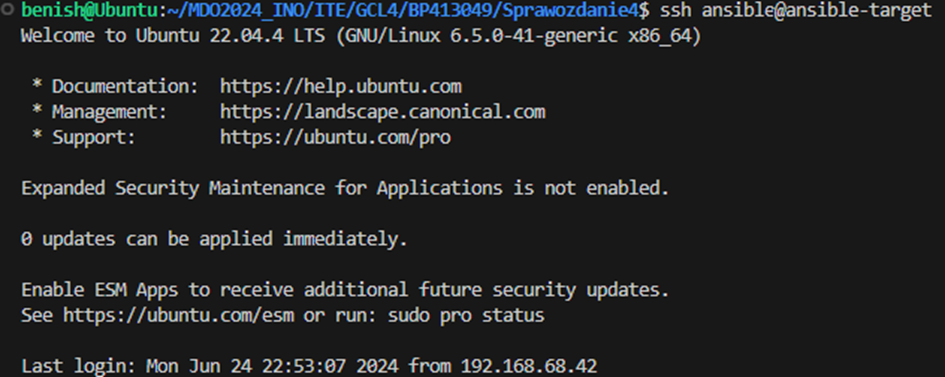 benish@Ubuntu:~/MDO2024_INO/ITE/GCL4/BP413049/Sprawozdanie4$ ssh ansible@ansible-target
Welcome to Ubuntu 22.04.4 LTS (GNU/Linux 6.5.0-41-generic x86_64)
* Documentation: https://help.ubuntu.com
* Management: https://landscape.canonical.com
* Support: https://ubuntu.com/pro
Expanded Security Maintenance for Applications is not enabled.
0 updates can be applied immediately.
Enable ESM Apps to receive additional future security updates.
See https://ubuntu.com/esm or run: sudo pro status
Last login: Mon Jun 24 22:53:07 2024 from 192.168.68.42